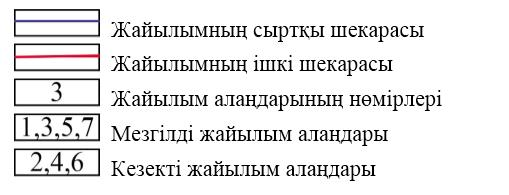 Жайылымның сыртқы шекарасы
Жайылымның ішкі шекарасы
3 Жайылым алаңдарының нөмірлері
1,3,5,7 Мезгілді жайылым алаңдары
2,4,6 Кезекті жайылым алаңдары